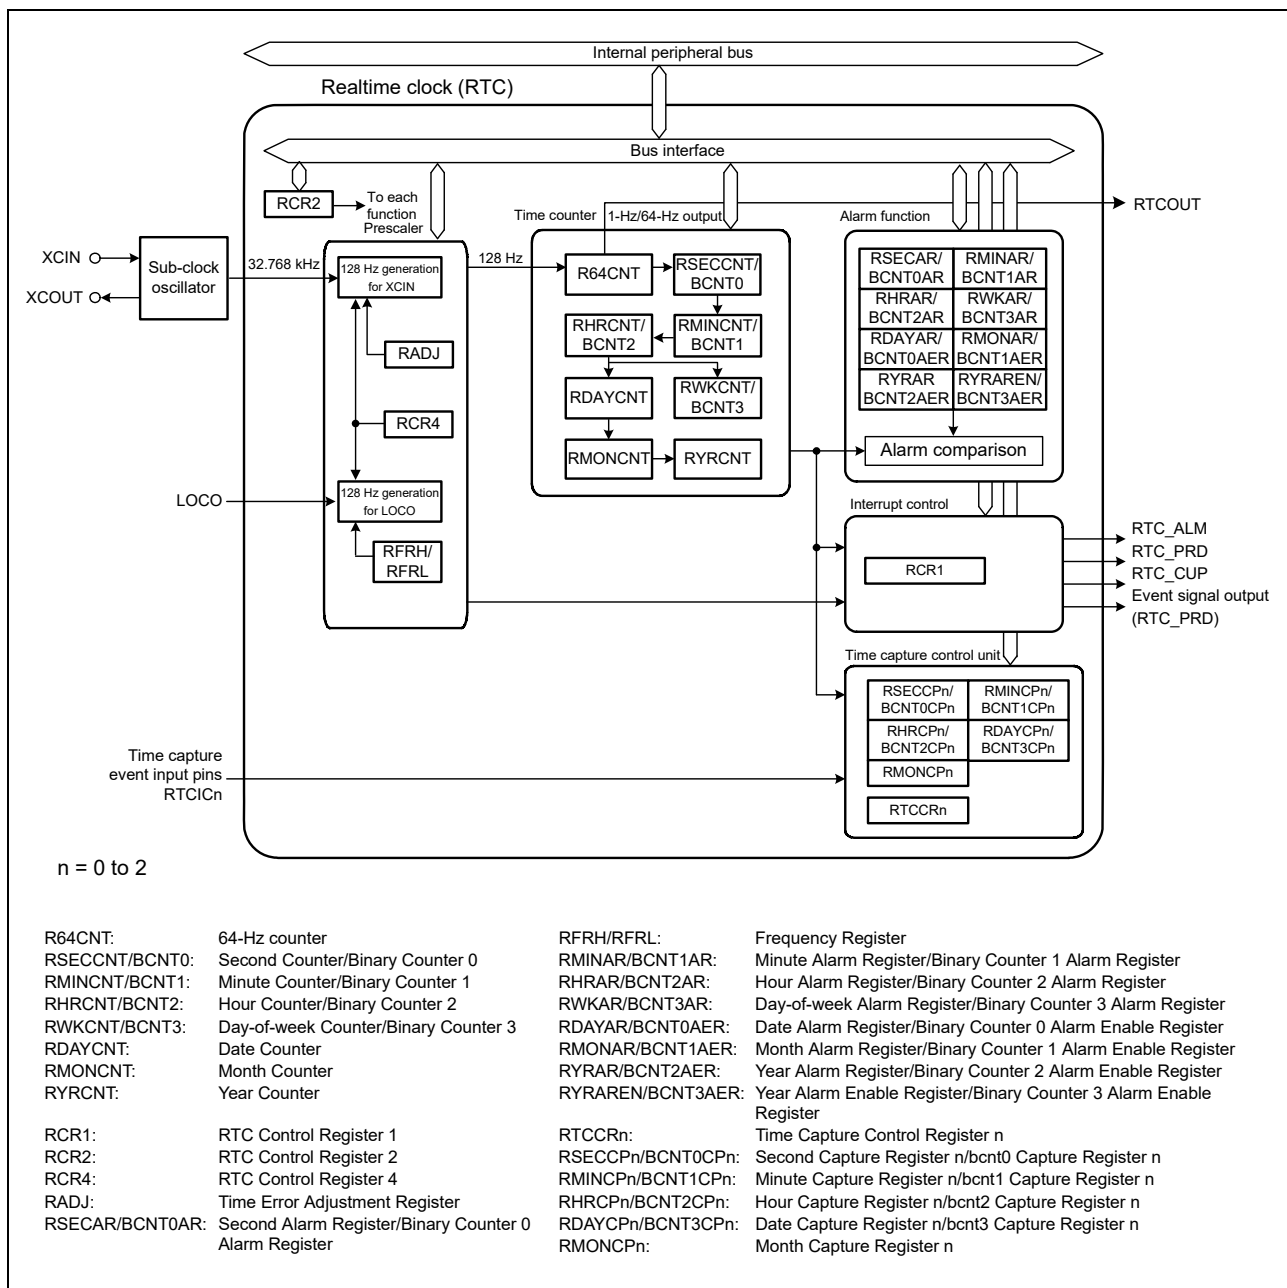 Internal peripheral bus
Realtime clock (RTC)
Bus interface
RCR2
To each
function
Prescaler
Time counter
1-Hz/64-Hz output
Alarm function
RTCOUT
XCIN
XCOUT
Sub-clock
oscillator
32.768 kHz
128 Hz generation
for XCIN
128 Hz
R64CNT
RSECCNT/
BCNT0
RHRCNT/
BCNT2
RMINCNT/
BCNT1
RADJ
RDAYCNT
RWKCNT/
BCNT3
RCR4
RMONCNT
RYRCNT
RSECAR/
BCNT0AR
RMINAR/
BCNT1AR
RHRAR/
BCNT2AR
RWKAR/
BCNT3AR
RDAYAR/
BCNT0AER
RMONAR/
BCNT1AER
RYRAR
BCNT2AER
RYRAREN/
BCNT3AER
Alarm comparison
LOCO
128 Hz generation
for LOCO
RFRH/
RFRL
Interrupt control
RCR1
RTC_ALM
RTC_PRD
RTC_CUP
Event signal output
(RTC_PRD)
Time capture control unit
RSECCPn/
BCNT0CPn
RMINCPn/
BCNT1CPn
RHRCPn/
BCNT2CPn
RDAYCPn/
BCNT3CPn
RMONCPn
RTCCRn
Time capture
event input pins
RTCICn
n = 0 to 2
R64CNT: 64-Hz counter
RSECCNT/BCNT0: Second Counter/Binary Counter 0
RMINCNT/BCNT1: Minute Counter/Binary Counter 1
RHRCNT/BCNT2: Hour Counter/Binary Counter 2
RWKCNT/BCNT3: Day-of-week Counter/Binary Counter 3
RDAYCNT: Date Counter
RMONCNT: Month Counter
RYRCNT: Year Counter
RCR1: RTC Control Register 1
RCR2: RTC Control Register 2
RCR4: RTC Control Register 4
RADJ: Time Error Adjustment Register
RSECAR/BCNT0AR: Second Alarm Register/Binary Counter 0
Alarm Register
RFRH/RFRL: Frequency Register
RMINAR/BCNT1AR: Minute Alarm Register/Binary Counter 1 Alarm Register
RHRAR/BCNT2AR: Hour Alarm Register/Binary Counter 2 Alarm Register
RWKAR/BCNT3AR: Day-of-week Alarm Register/Binary Counter 3 Alarm Register
RDAYAR/BCNT0AER: Date Alarm Register/Binary Counter 0 Alarm Enable Register
RMONAR/BCNT1AER: Month Alarm Register/Binary Counter 1 Alarm Enable Register
RYRAR/BCNT2AER: Year Alarm Register/Binary Counter 2 Alarm Enable Register
RYRAREN/BCNT3AER: Year Alarm Enable Register/Binary Counter 3 Alarm Enable
Register
RTCCRn: Time Capture Control Register n
RSECCPn/BCNT0CPn: Second Capture Register n/bcnt0 Capture Register n
RMINCPn/BCNT1CPn: Minute Capture Register n/bcnt1 Capture Register n
RHRCPn/BCNT2CPn: Hour Capture Register n/bcnt2 Capture Register n
RDAYCPn/BCNT3CPn: Date Capture Register n/bcnt3 Capture Register n
RMONCPn: Month Capture Register n